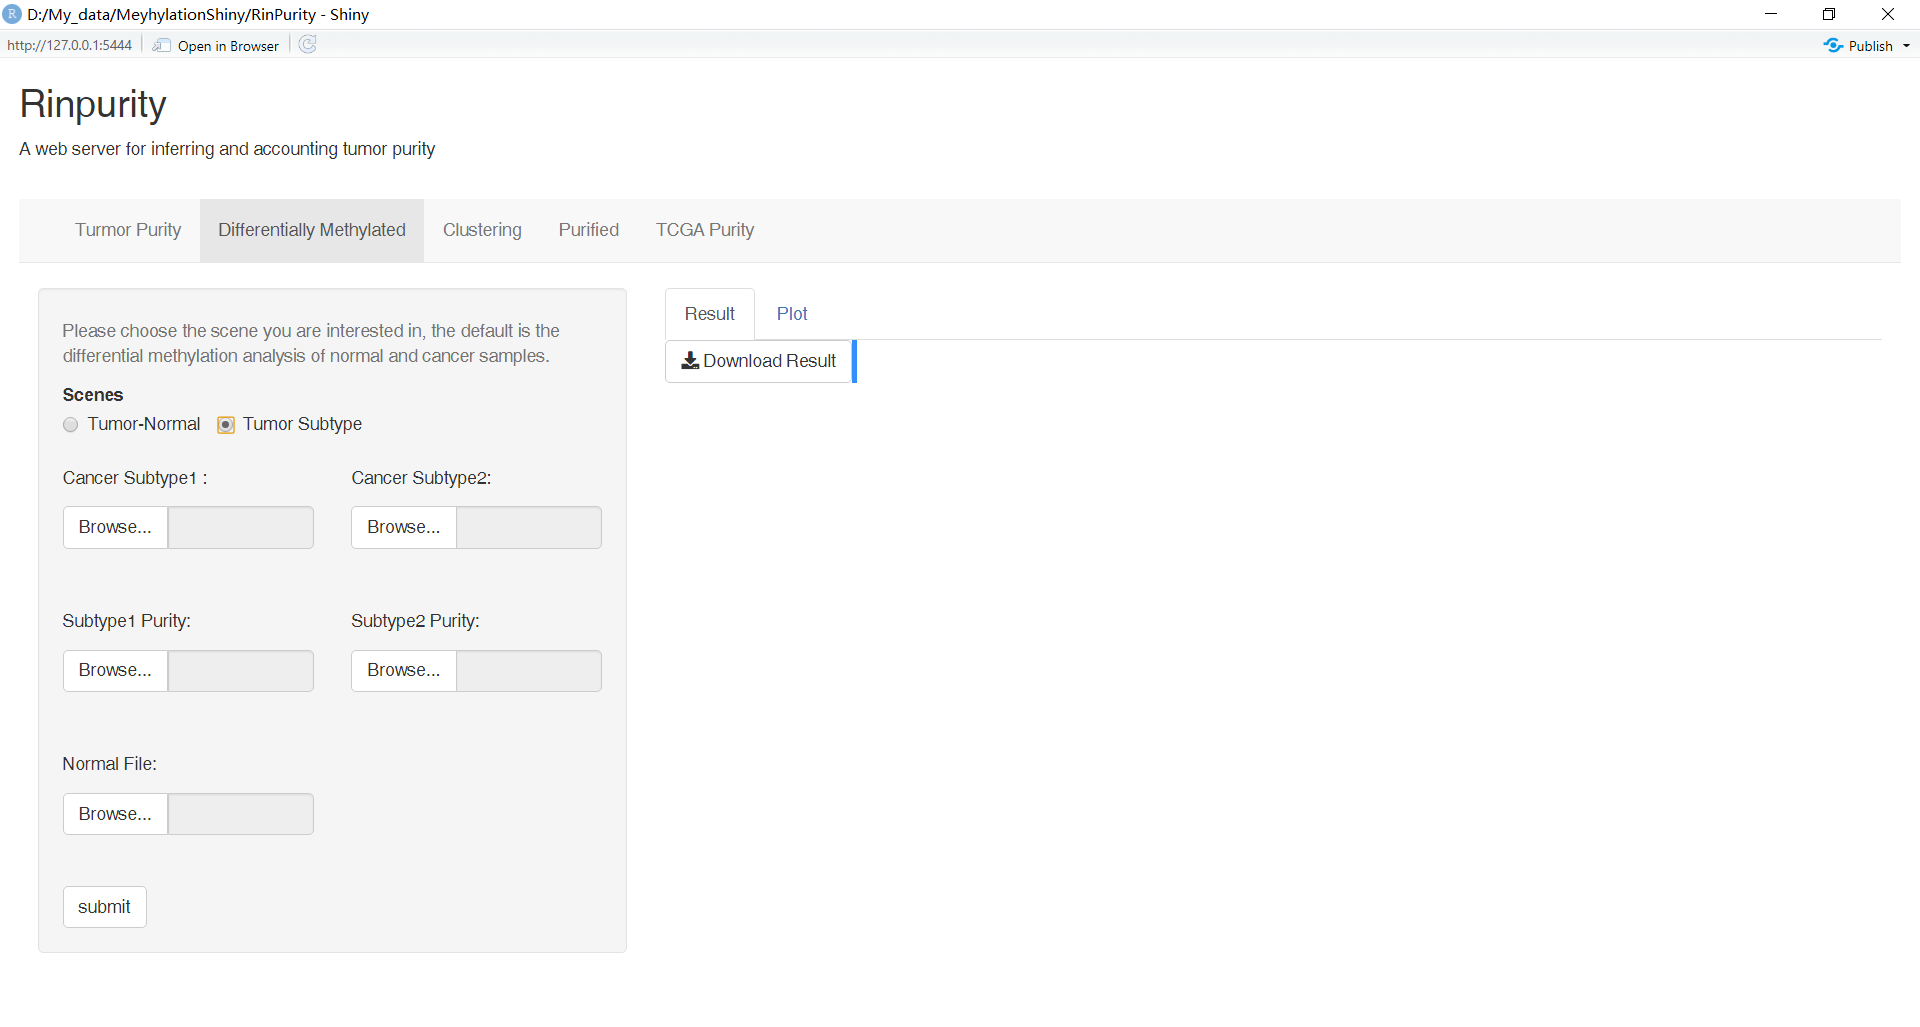 R D:/My_data/MeyhylationShiny/RinPurity - Shiny
http://127.0.0.1:5444 Open in Browser Publish
Rinpurity
A web server for inferring and accounting tumor purity
Turmor Purity Differentially Methylated Clustering Purified TCGA Purity
Please choose the scene you are interested in, the default is the
differential methylation analysis of normal and cancer samples.
Scenes
Tumor-Normal Tumor Subtype
Cancer Subtype1 : Cancer Subtype2:
Browse... Browse...
Subtype1 Purity: Subtype2 Purity:
Browse... Browse...
Normal File:
Browse...
submit
Result Plot
Download Result